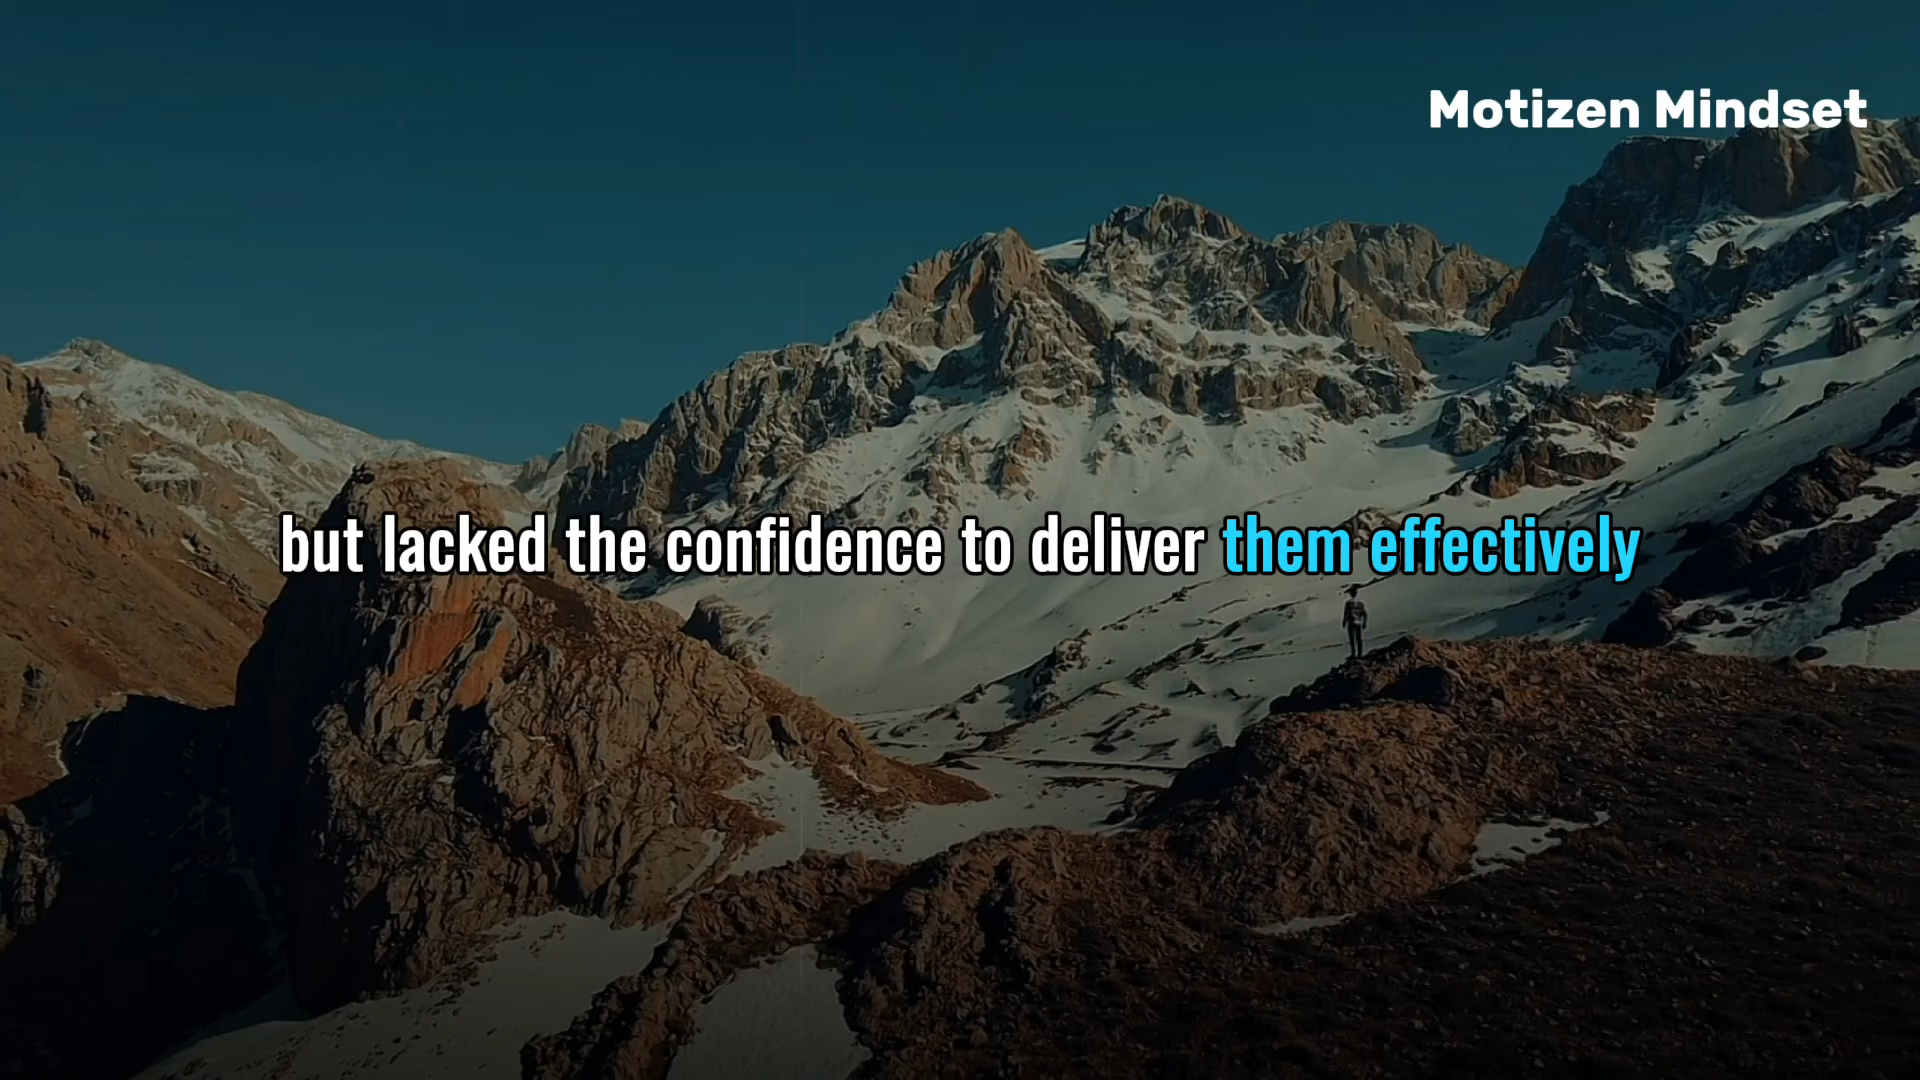 Motizen Mindset
but lacked the confidence to deliver them effectively